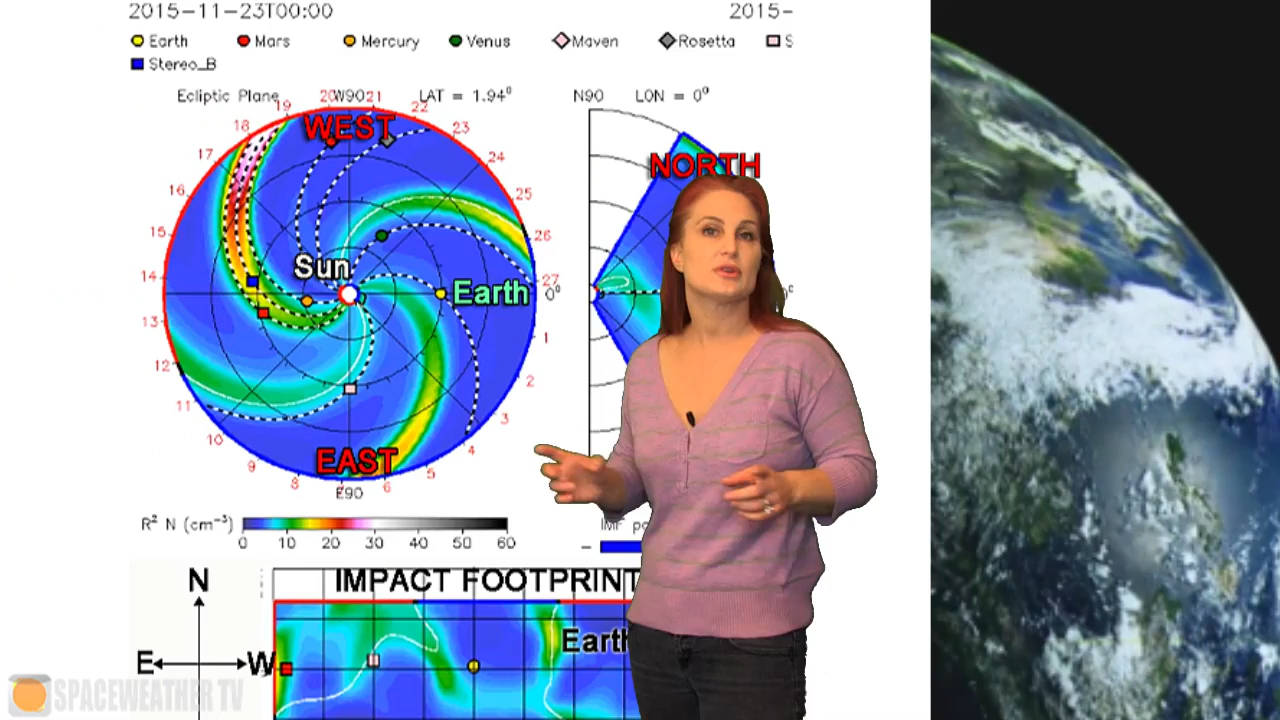 2015-11-23T00:00
2015-
Earth Mars Mercury Venus Maven Rosetta S
Stereo_B
Ecliptic Plane W90 LAT = 1.94°
N90 LON = 0°
WEST
NORTH
18 19 20 21 22 23
17 24
16 25
15 26
14 27 0°
13 1
12 2
11 3
10 4
9 5
8 7 6
Sun
Earth
EAST
E90
R² N (cm⁻³)
0 10 20 30 40 50 60
IMF po
–
N
IMPACT FOOTPRINT
E W
Earth
SPACEWEATHER TV